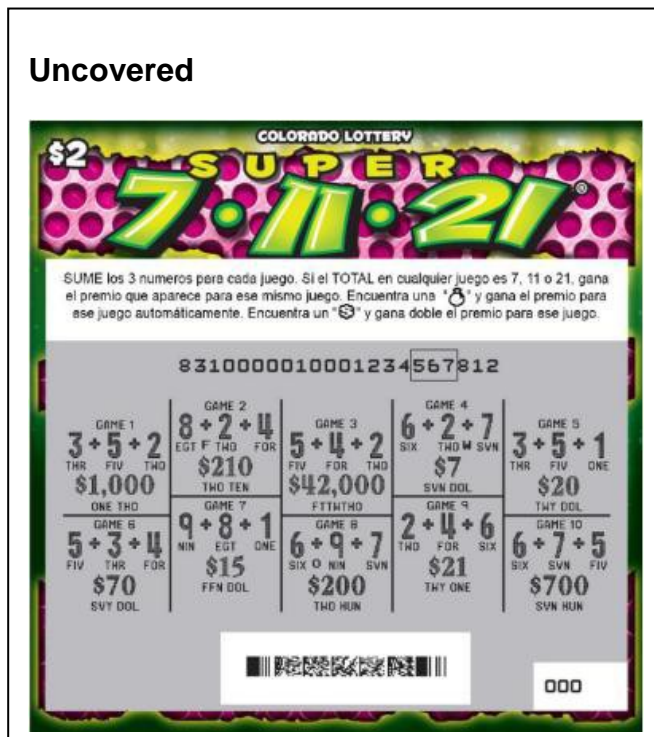 Uncovered
$2
COLORADO LOTTERY
SUPER
7•11•21®
SUME los 3 numeros para cada juego. Si el TOTAL en cualquier juego es 7, 11 o 21, gana
el premio que aparece para ese mismo juego. Encuentra una " " y gana el premio para
ese juego automáticamente. Encuentra un " " y gana doble el premio para ese juego.
83100000010001234567812
GAME 1
3+5+2
THR FIV TWO
$1,000
ONE THO
GAME 2
8+2+4
EGT F TWO FOR
$210
TWO TEN
GAME 3
5+4+2
FIV FOR TWO
$42,000
FTTWTHO
GAME 4
6+2+7
SIX TWO W SVN
$7
SVN DOL
GAME 5
3+5+1
THR FIV ONE
$20
TWY DOL
GAME 6
5+3+4
FIV THR FOR
$70
SVY DOL
GAME 7
9+8+1
NIN EGT ONE
$15
FFN DOL
GAME 8
6+9+7
SIX O NIN SVN
$200
TWO HUN
GAME 9
2+4+6
TWO FOR SIX
$21
TWY ONE
GAME 10
6+7+5
SIX SVN FIV
$700
SVN HUN
000